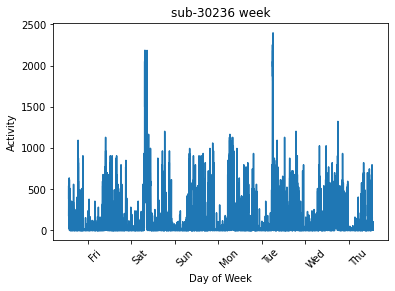 sub-30236 week
Activity
2500
2000
1500
1000
500
0
Fri
Sat
Sun
Mon
Tue
Wed
Thu
Day of Week